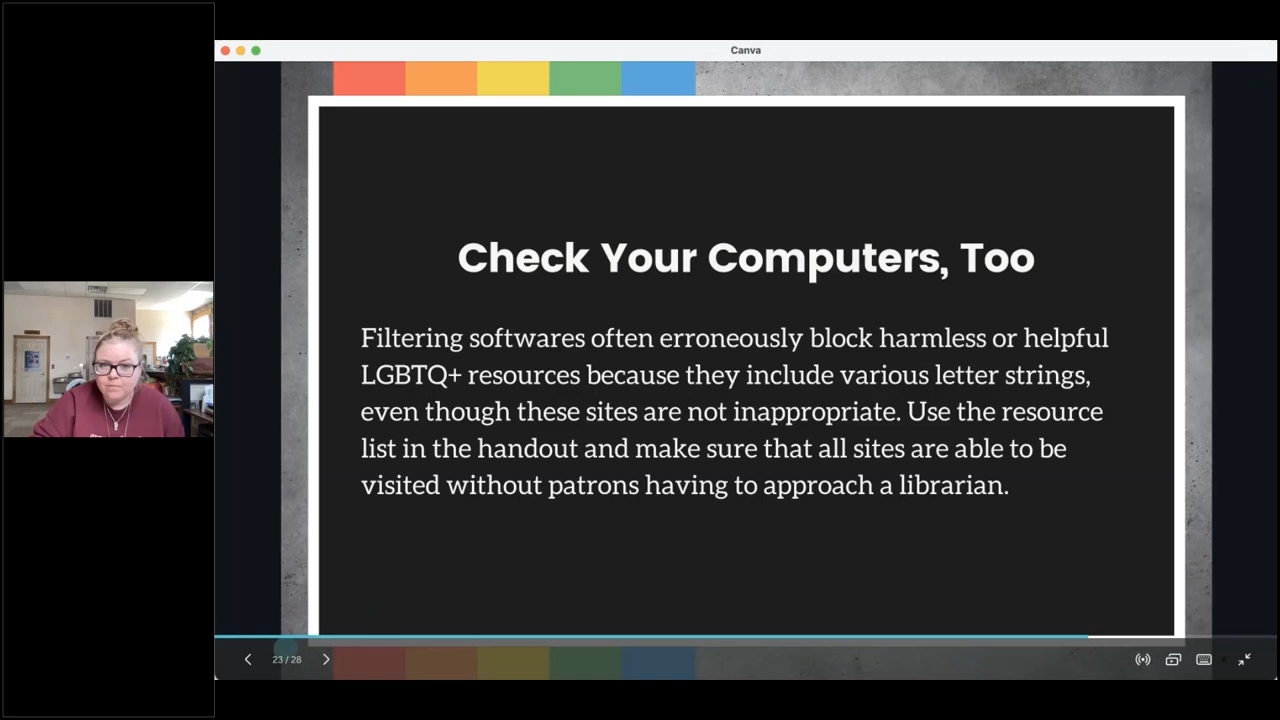 Canva
Check Your Computers, Too
Filtering softwares often erroneously block harmless or helpful
LGBTQ+ resources because they include various letter strings,
even though these sites are not inappropriate. Use the resource
list in the handout and make sure that all sites are able to be
visited without patrons having to approach a librarian.
23 / 28